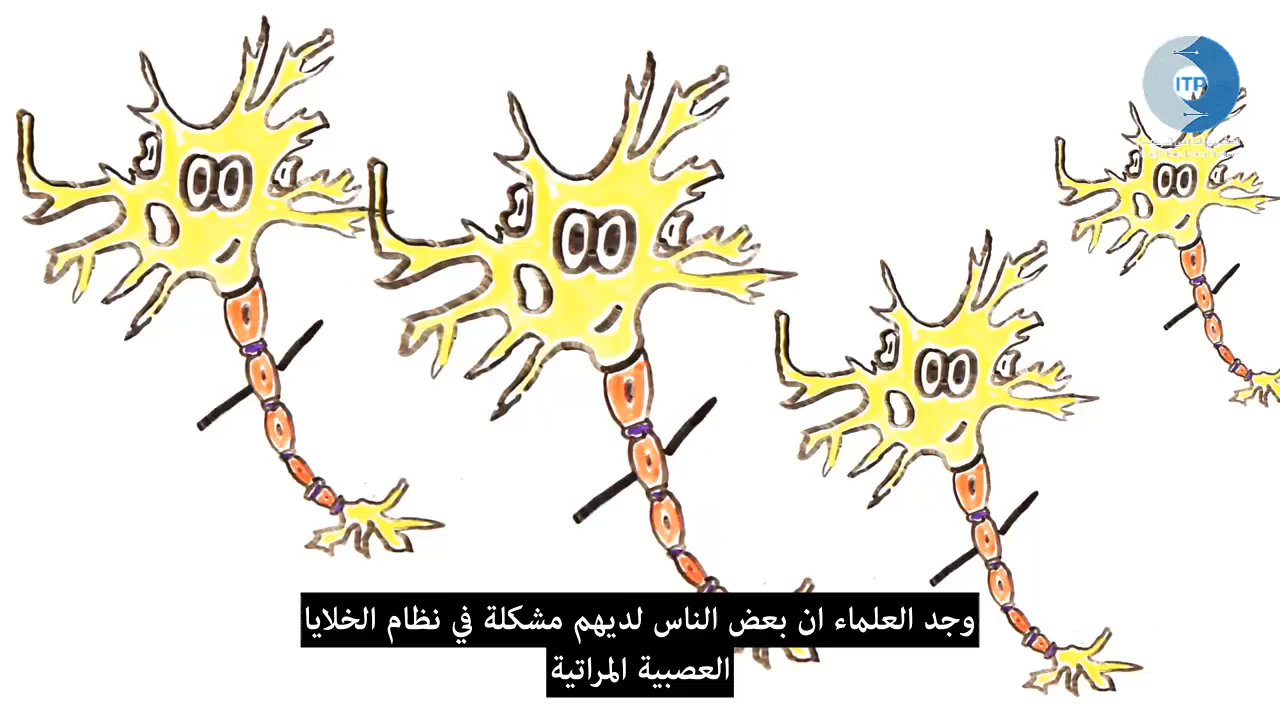 ITP
وجد العلماء ان بعض الناس لديهم مشكلة في نظام الخلايا
العصبية المراتية